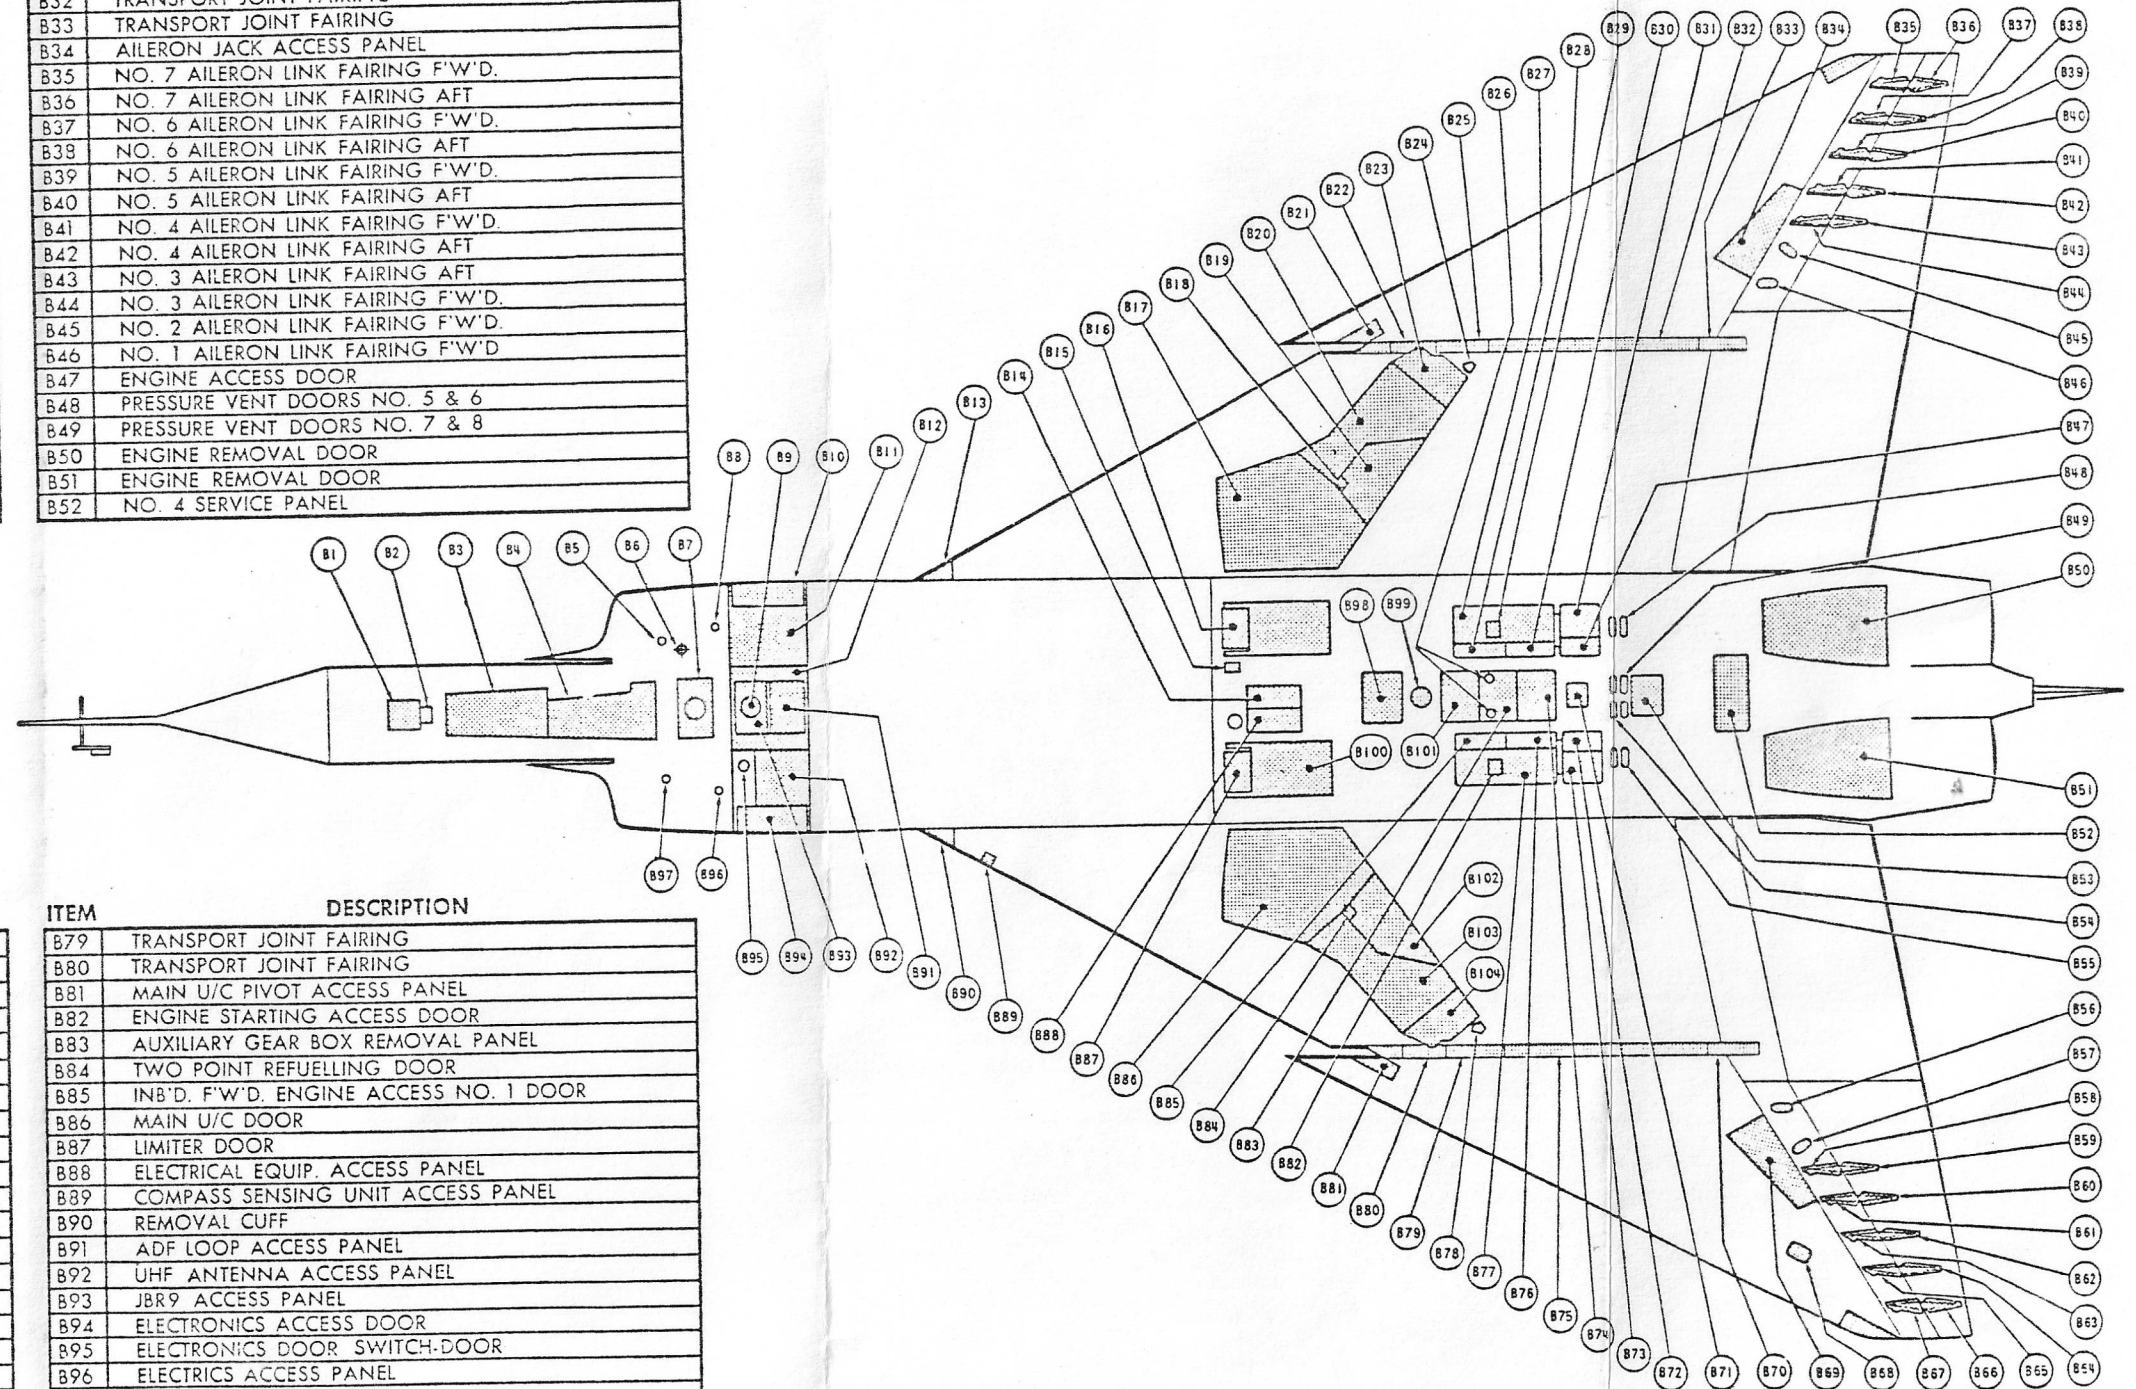 B32 TRANSPORT JOINT FAIRING
B33 TRANSPORT JOINT FAIRING
B34 AILERON JACK ACCESS PANEL
B35 NO. 7 AILERON LINK FAIRING F'W'D.
B36 NO. 7 AILERON LINK FAIRING AFT
B37 NO. 6 AILERON LINK FAIRING F'W'D.
B38 NO. 6 AILERON LINK FAIRING AFT
B39 NO. 5 AILERON LINK FAIRING F'W'D.
B40 NO. 5 AILERON LINK FAIRING AFT
B41 NO. 4 AILERON LINK FAIRING F'W'D.
B42 NO. 4 AILERON LINK FAIRING AFT
B43 NO. 3 AILERON LINK FAIRING AFT
B44 NO. 3 AILERON LINK FAIRING F'W'D.
B45 NO. 2 AILERON LINK FAIRING F'W'D.
B46 NO. 1 AILERON LINK FAIRING F'W'D
B47 ENGINE ACCESS DOOR
B48 PRESSURE VENT DOORS NO. 5 & 6
B49 PRESSURE VENT DOORS NO. 7 & 8
B50 ENGINE REMOVAL DOOR
B51 ENGINE REMOVAL DOOR
B52 NO. 4 SERVICE PANEL
B1
B2
B3
B4
B5
B6
B7
B8
B9
B10
B11
B12
B13
B14
B15
B16
B17
B18
B19
B20
B21
B22
B23
B24
B25
B26
B27
B28
B29
B30
B31
B32
B33
B34
B35
B36
B37
B38
B39
B40
B41
B42
B43
B44
B45
B46
B47
B48
B49
B50
B51
B52
B53
B54
B55
B56
B57
B58
B59
B60
B61
B62
B63
B54
B65
B66
B67
B68
B69
B70
B71
B72
B73
B74
B75
B76
B77
B78
B79
B80
B81
B82
B83
B84
B85
B86
B87
B88
B89
B90
B91
B92
B93
B94
B95
B96
B97
B98
B99
B100
B101
B102
B103
B104
ITEM DESCRIPTION
B79 TRANSPORT JOINT FAIRING
B80 TRANSPORT JOINT FAIRING
B81 MAIN U/C PIVOT ACCESS PANEL
B82 ENGINE STARTING ACCESS DOOR
B83 AUXILIARY GEAR BOX REMOVAL PANEL
B84 TWO POINT REFUELLING DOOR
B85 INB'D. F'W'D. ENGINE ACCESS NO. 1 DOOR
B86 MAIN U/C DOOR
B87 LIMITER DOOR
B88 ELECTRICAL EQUIP. ACCESS PANEL
B89 COMPASS SENSING UNIT ACCESS PANEL
B90 REMOVAL CUFF
B91 ADF LOOP ACCESS PANEL
B92 UHF ANTENNA ACCESS PANEL
B93 JBR9 ACCESS PANEL
B94 ELECTRONICS ACCESS DOOR
B95 ELECTRONICS DOOR SWITCH-DOOR
B96 ELECTRICS ACCESS PANEL